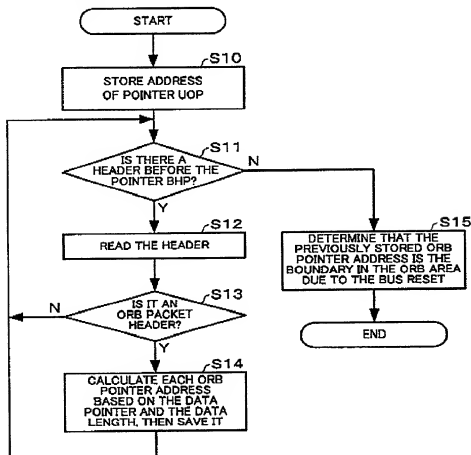 START
S10
STORE ADDRESS
OF POINTER UOP
S11
IS THERE A
HEADER BEFORE THE
POINTER BHP?
N
Y
S12
READ THE HEADER
S13
IS IT AN
ORB PACKET
HEADER?
N
Y
S14
CALCULATE EACH ORB
POINTER ADDRESS
BASED ON THE DATA
POINTER AND THE DATA
LENGTH, THEN SAVE IT
S15
DETERMINE THAT THE
PREVIOUSLY STORED ORB
POINTER ADDRESS IS THE
BOUNDARY IN THE ORB AREA
DUE TO THE BUS RESET
END